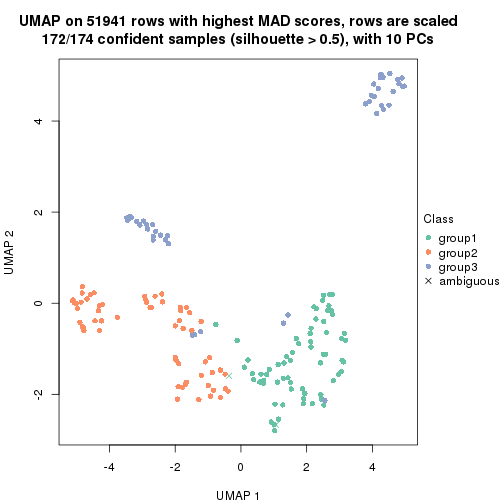 UMAP on 51941 rows with highest MAD scores, rows are scaled
172/174 confident samples (silhouette > 0.5), with 10 PCs
4
2
0
-2
UMAP 2
-4
-2
0
2
4
UMAP 1
Class
group1
group2
group3
ambiguous